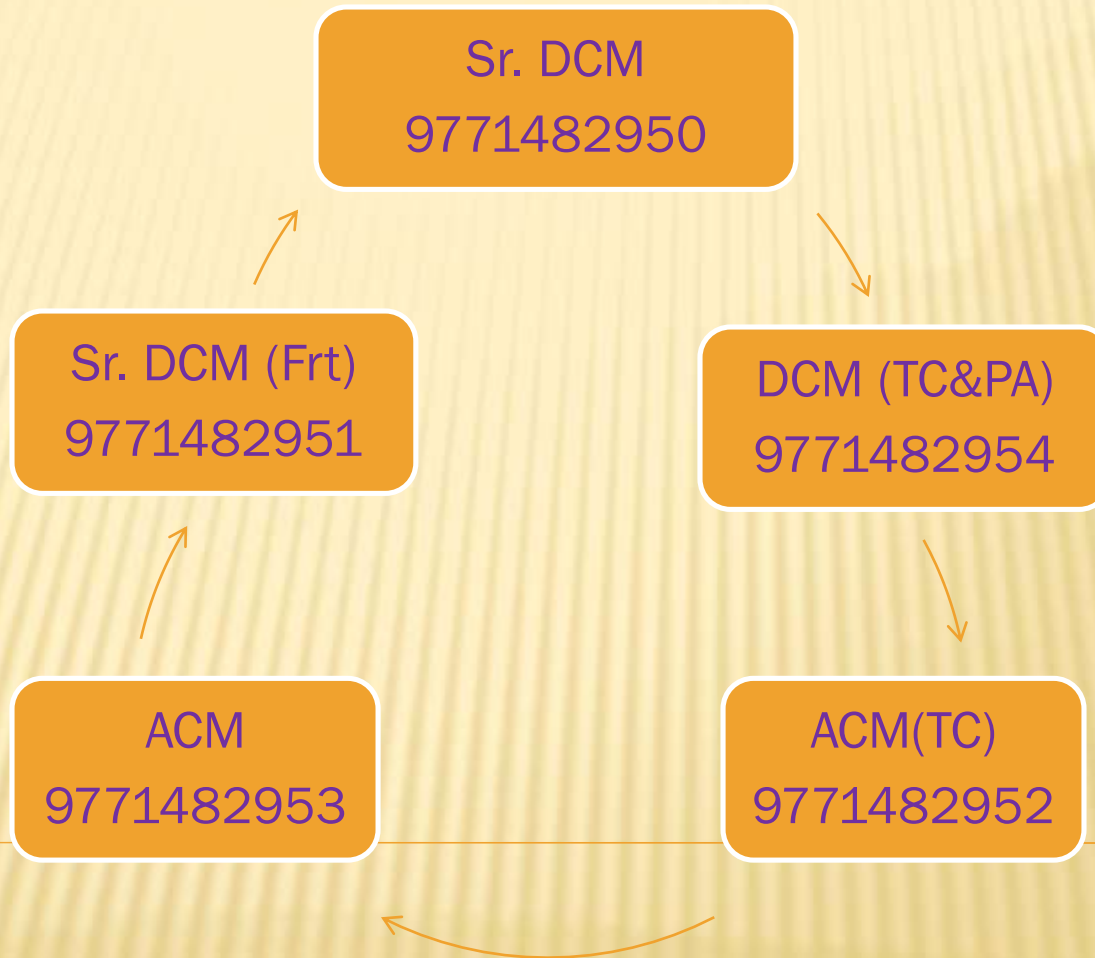 Sr. DCM
9771482950
Sr. DCM (Frt)
9771482951
DCM (TC&PA)
9771482954
ACM
9771482953
ACM(TC)
9771482952